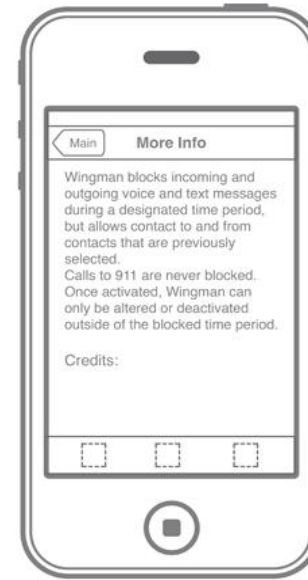 Main
More Info
Wingman blocks incoming and
outgoing voice and text messages
during a designated time period,
but allows contact to and from
contacts that are previously
selected.
Calls to 911 are never blocked.
Once activated, Wingman can
only be altered or deactivated
outside of the blocked time period.
Credits: